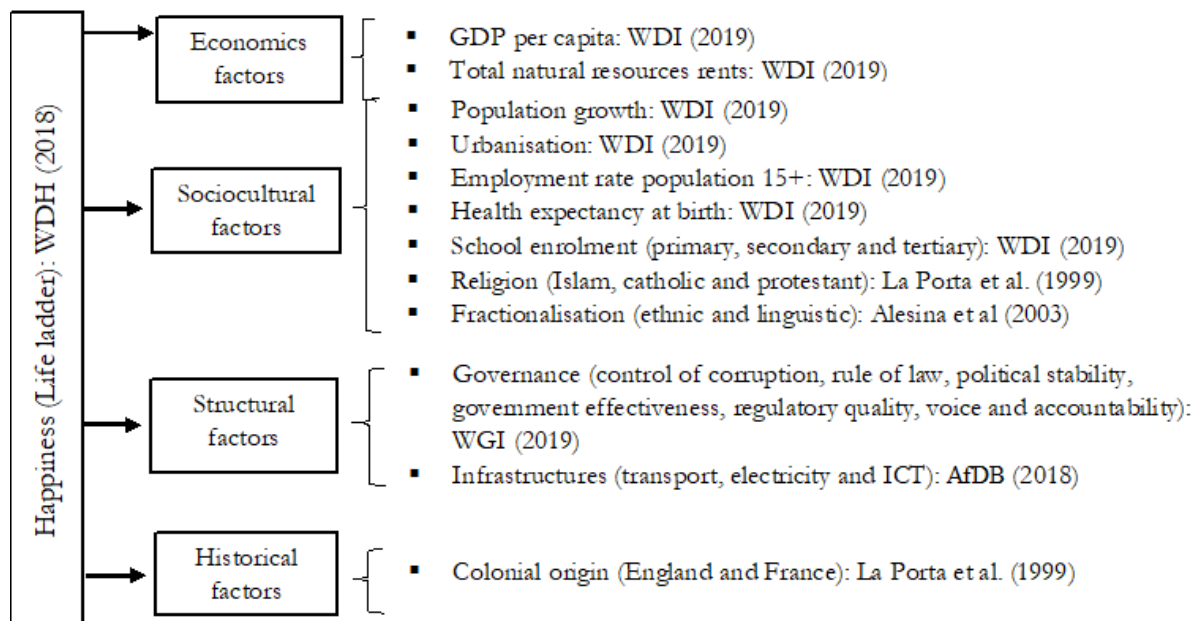 Happiness (Life ladder): WDH (2018)
Economics
factors
▪ GDP per capita: WDI (2019)
▪ Total natural resources rents: WDI (2019)
Sociocultural
factors
▪ Population growth: WDI (2019)
▪ Urbanisation: WDI (2019)
▪ Employment rate population 15+: WDI (2019)
▪ Health expectancy at birth: WDI (2019)
▪ School enrolment (primary, secondary and tertiary): WDI (2019)
▪ Religion (Islam, catholic and protestant): La Porta et al. (1999)
▪ Fractionalisation (ethnic and linguistic): Alesina et al (2003)
Structural
factors
▪ Governance (control of corruption, rule of law, political stability,
government effectiveness, regulatory quality, voice and accountability):
WGI (2019)
▪ Infrastructures (transport, electricity and ICT): AfDB (2018)
Historical
factors
▪ Colonial origin (England and France): La Porta et al. (1999)